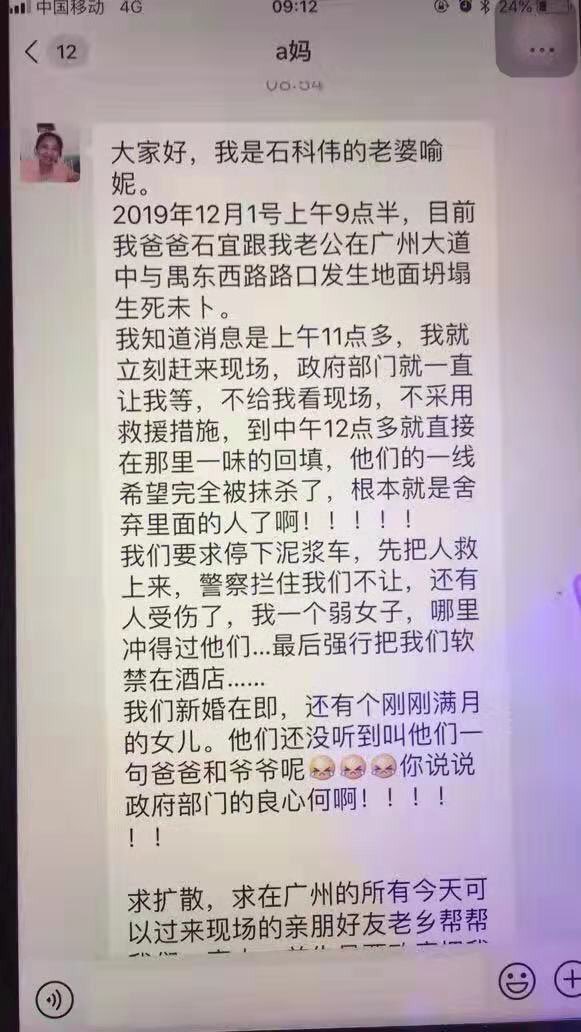 中国移动 4G 09:12 24%
12 a妈
大家好，我是石科伟的老婆喻
妮。
2019年12月1号上午9点半，目前
我爸爸石宜跟我老公在广州大道
中与禺东西路路口发生地面坍塌
生死未卜。
我知道消息是上午11点多，我就
立刻赶来现场，政府部门就一直
让我等，不给我看现场，不采用
救援措施，到中午12点多就直接
在那里一味的回填，他们的一线
希望完全被抹杀了，根本就是舍
弃里面的人了啊！！！！！
我们要求停下泥浆车，先把人救
上来，警察拦住我们不让，还有
人受伤了，我一个弱女子，哪里
冲得过他们...最后强行把我们软
禁在酒店......
我们新婚在即，还有个刚刚满月
的女儿。他们还没听到叫他们一
句爸爸和爷爷呢😭😭😭你说说
政府部门的良心何啊！！！！
！！
求扩散，求在广州的所有今天可
以过来现场的亲朋好友老乡帮帮